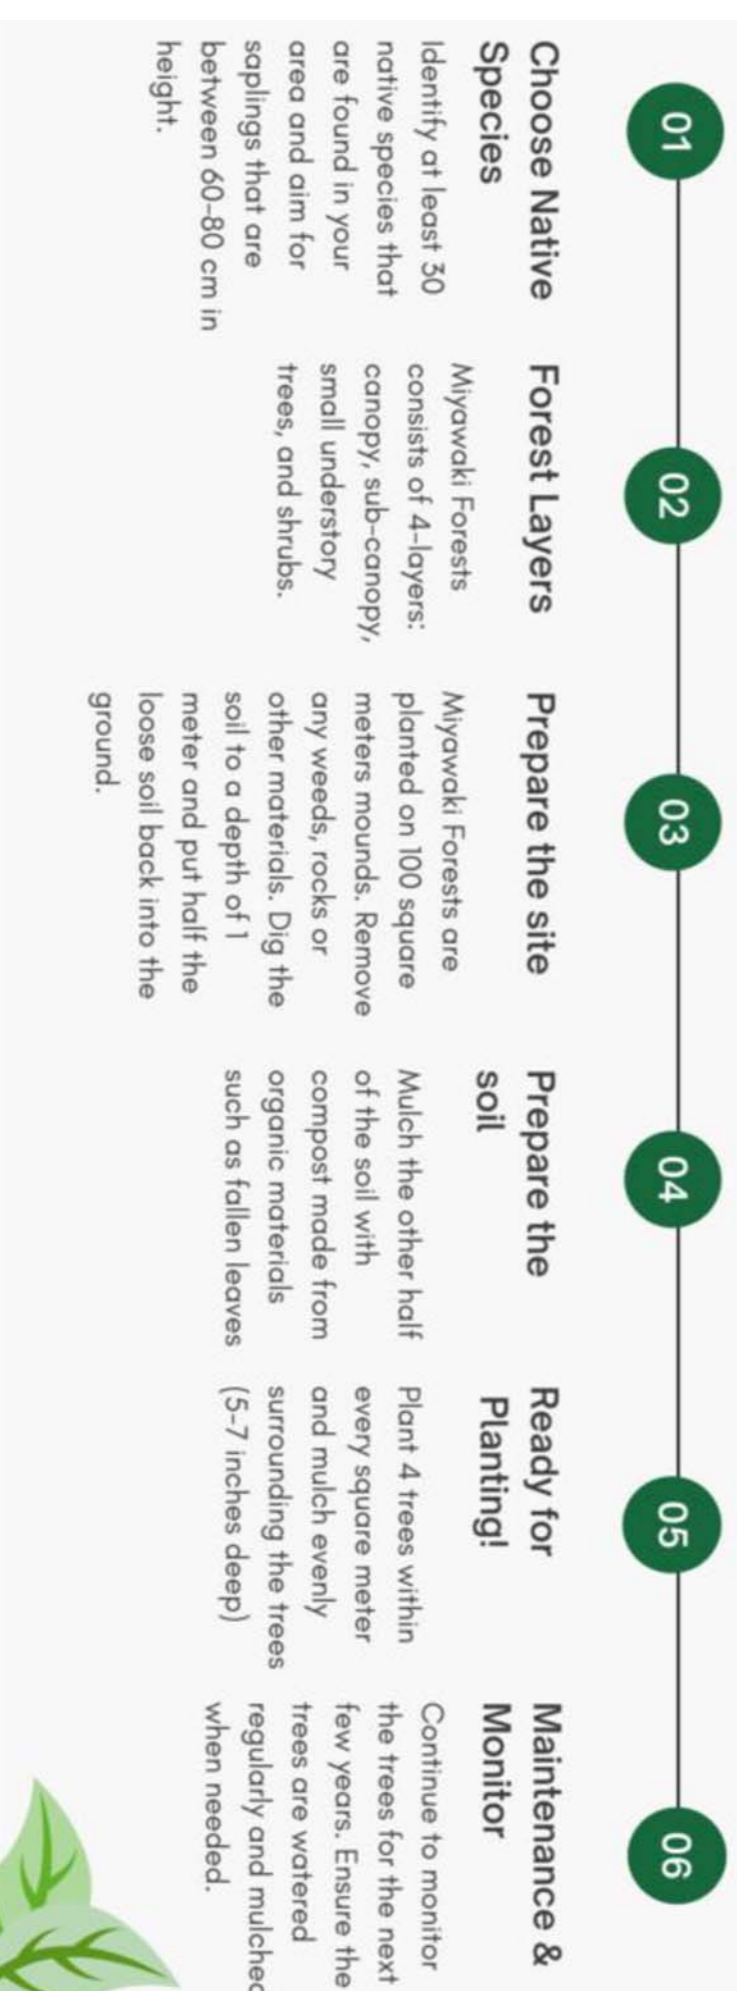 01
Choose Native
Species
Identify at least 30
native species that
are found in your
area and aim for
saplings that are
between 60-80 cm in
height.
02
Forest Layers
Miyawaki Forests
consists of 4-layers:
canopy, sub-canopy,
small understory
trees, and shrubs.
03
Prepare the site
Miyawaki Forests are
planted on 100 square
meters mounds. Remove
any weeds, rocks or
other materials. Dig the
soil to a depth of 1
meter and put half the
loose soil back into the
ground.
04
Prepare the
soil
Mulch the other half
of the soil with
compost made from
organic materials
such as fallen leaves
05
Ready for
Planting!
Plant 4 trees within
every square meter
and mulch evenly
surrounding the trees
(5-7 inches deep)
06
Maintenance &
Monitor
Continue to monitor
the trees for the next
few years. Ensure the
trees are watered
regularly and mulched
when needed.